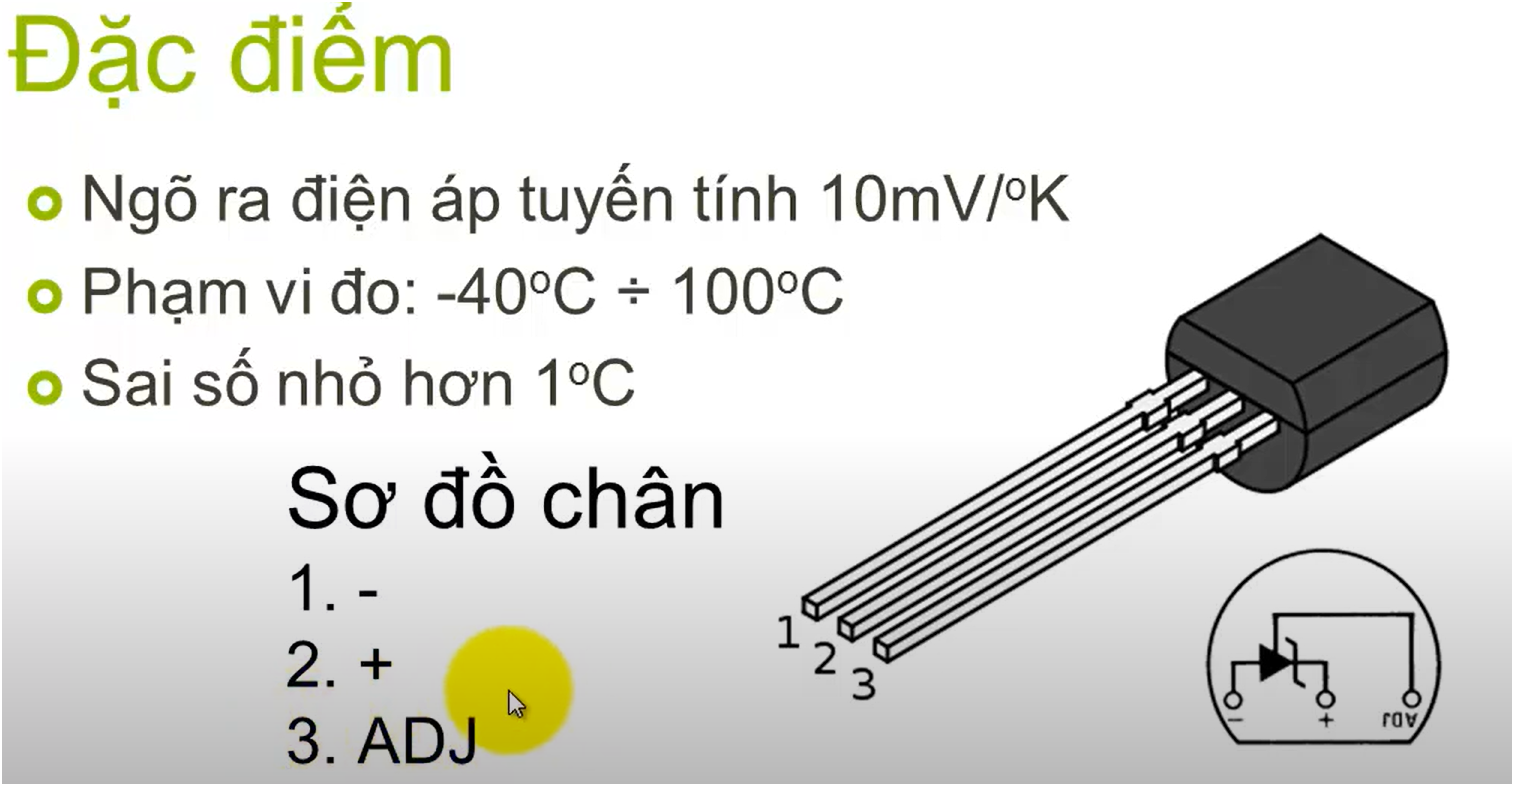 Đặc điểm
Ngõ ra điện áp tuyến tính 10mV/ºK
Phạm vi đo: -40ºC ÷ 100ºC
Sai số nhỏ hơn 1ºC
Sơ đồ chân
1. -
2. +
3. ADJ
1
2
3
− + ADJ